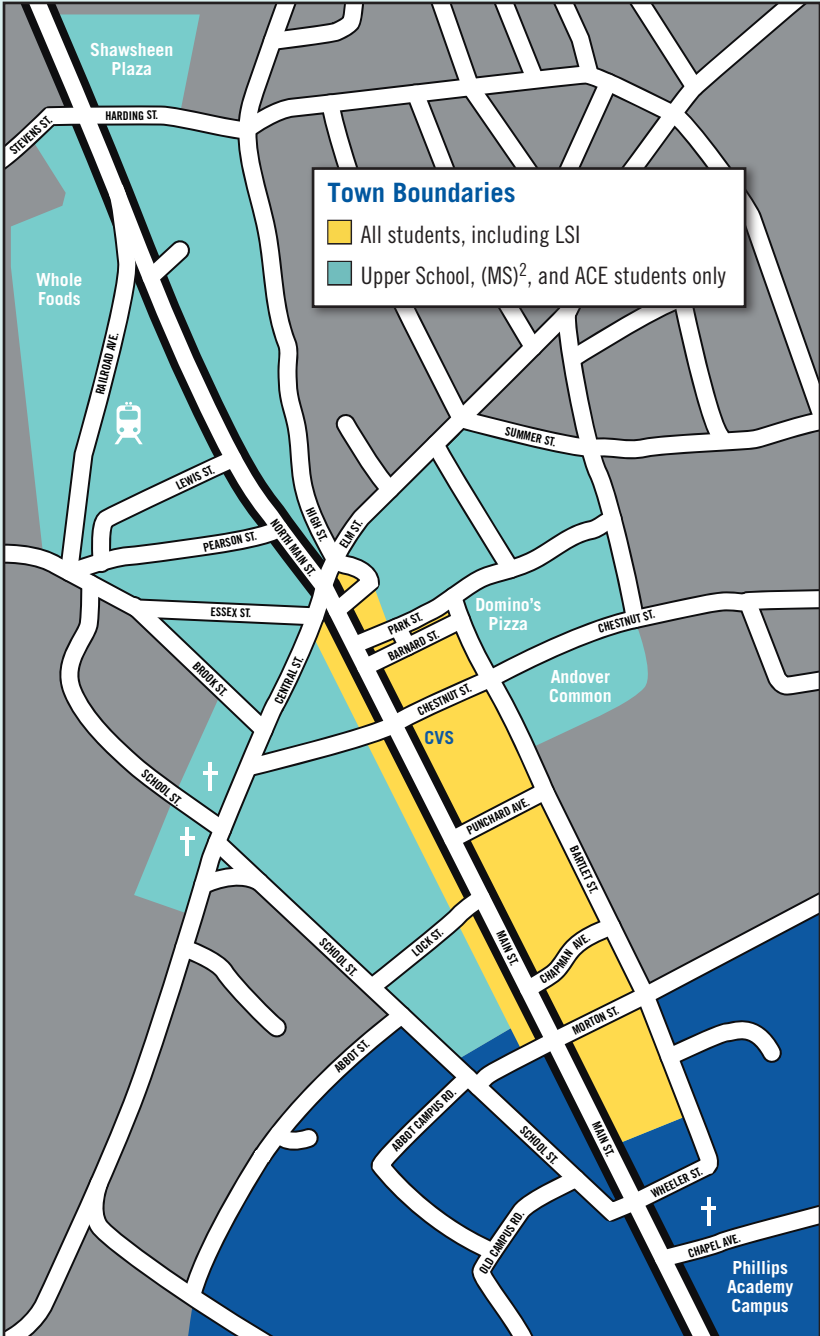 Shawsheen
Plaza
HARDING ST.
STEVENS ST.
Town Boundaries
All students, including LSI
Upper School, (MS)², and ACE students only
Whole
Foods
RAILROAD AVE.
SUMMER ST.
LEWIS ST.
HIGH ST.
ELM ST.
NORTH MAIN ST.
PEARSON ST.
ESSEX ST.
PARK ST.
Domino's
Pizza
BARNARD ST.
CHESTNUT ST.
BROOK ST.
CENTRAL ST.
CHESTNUT ST.
Andover
Common
CVS
SCHOOL ST.
PUNCHARD AVE.
BARTLET ST.
SCHOOL ST.
LOCK ST.
MAIN ST.
CHAPMAN AVE.
MORTON ST.
ABBOT ST.
ABBOT CAMPUS RD.
SCHOOL ST.
MAIN ST.
WHEELER ST.
OLD CAMPUS RD.
CHAPEL AVE.
Phillips
Academy
Campus